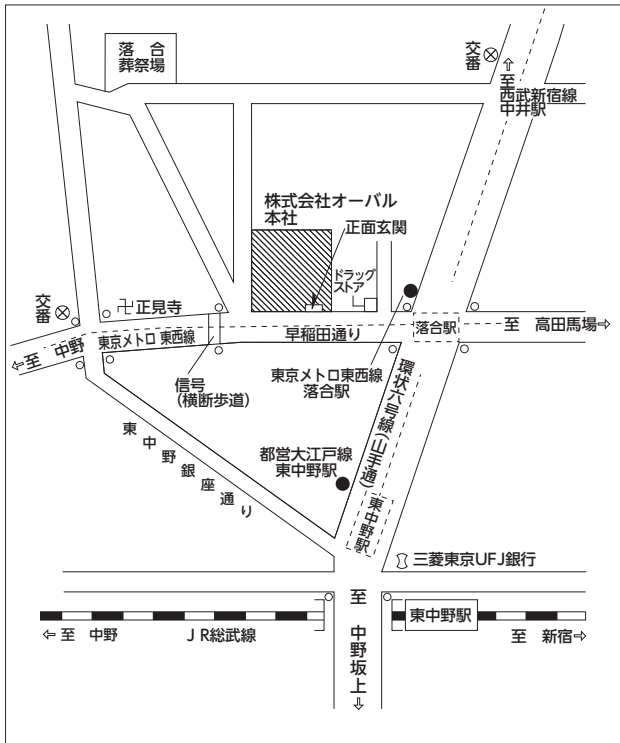 落合
葬祭場
交番
至
西武新宿線
中井駅
株式会社オーバル
本社
正面玄関
ドラッグ
ストア
交番
卍正見寺
至 中野
東京メトロ 東西線
早稲田通り
落合駅
至 高田馬場
信号
(横断歩道)
東京メトロ東西線
落合駅
環状六号線(山手通)
東中野銀座通り
都営大江戸線
東中野駅
東中野駅
三菱東京UFJ銀行
至 中野坂上
東中野駅
至 中野
JR総武線
至 新宿